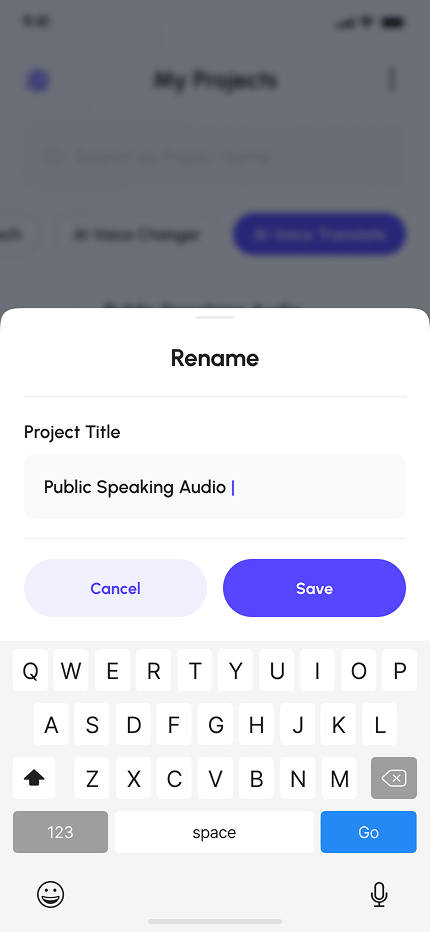 9:41
My Projects
Search by Project Name
AI Voice Changer AI Voice Translate
Rename
Project Title
Public Speaking Audio
Cancel Save
Q W E R T Y U I O P
A S D F G H J K L
Z X C V B N M
123 space Go